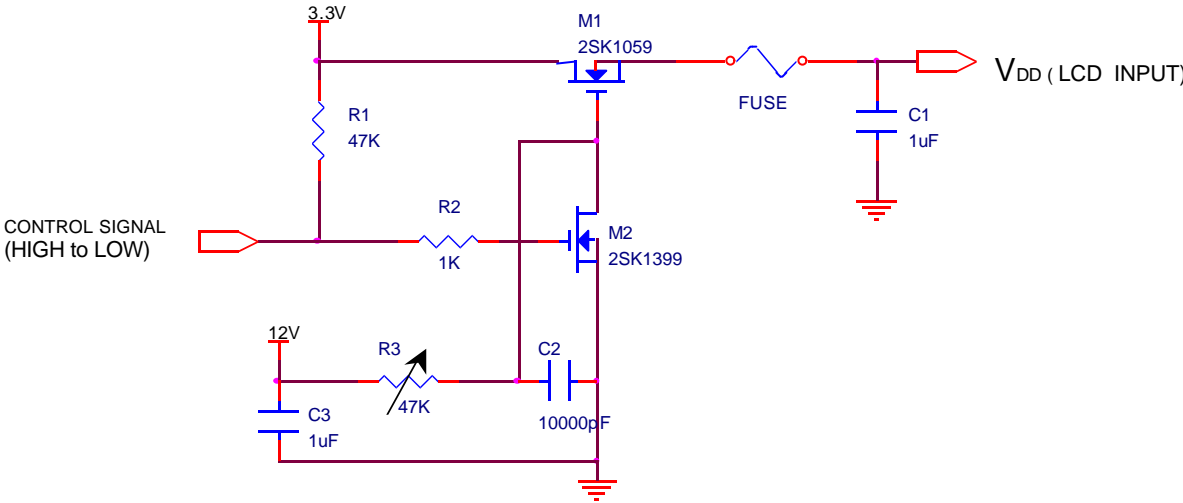 3.3V
M1
2SK1059
FUSE
VDD ( LCD INPUT)
R1
47K
C1
1uF
CONTROL SIGNAL
(HIGH to LOW)
R2
1K
M2
2SK1399
12V
R3
47K
C2
10000pF
C3
1uF